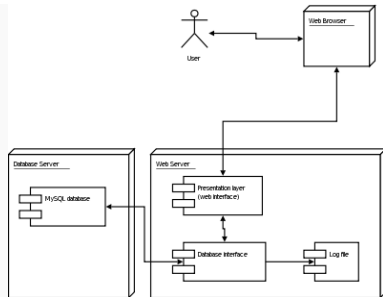 Web Browser
User
Database Server
Web Server
MySQL database
Presentation layer
(web interface)
Database interface
Log file